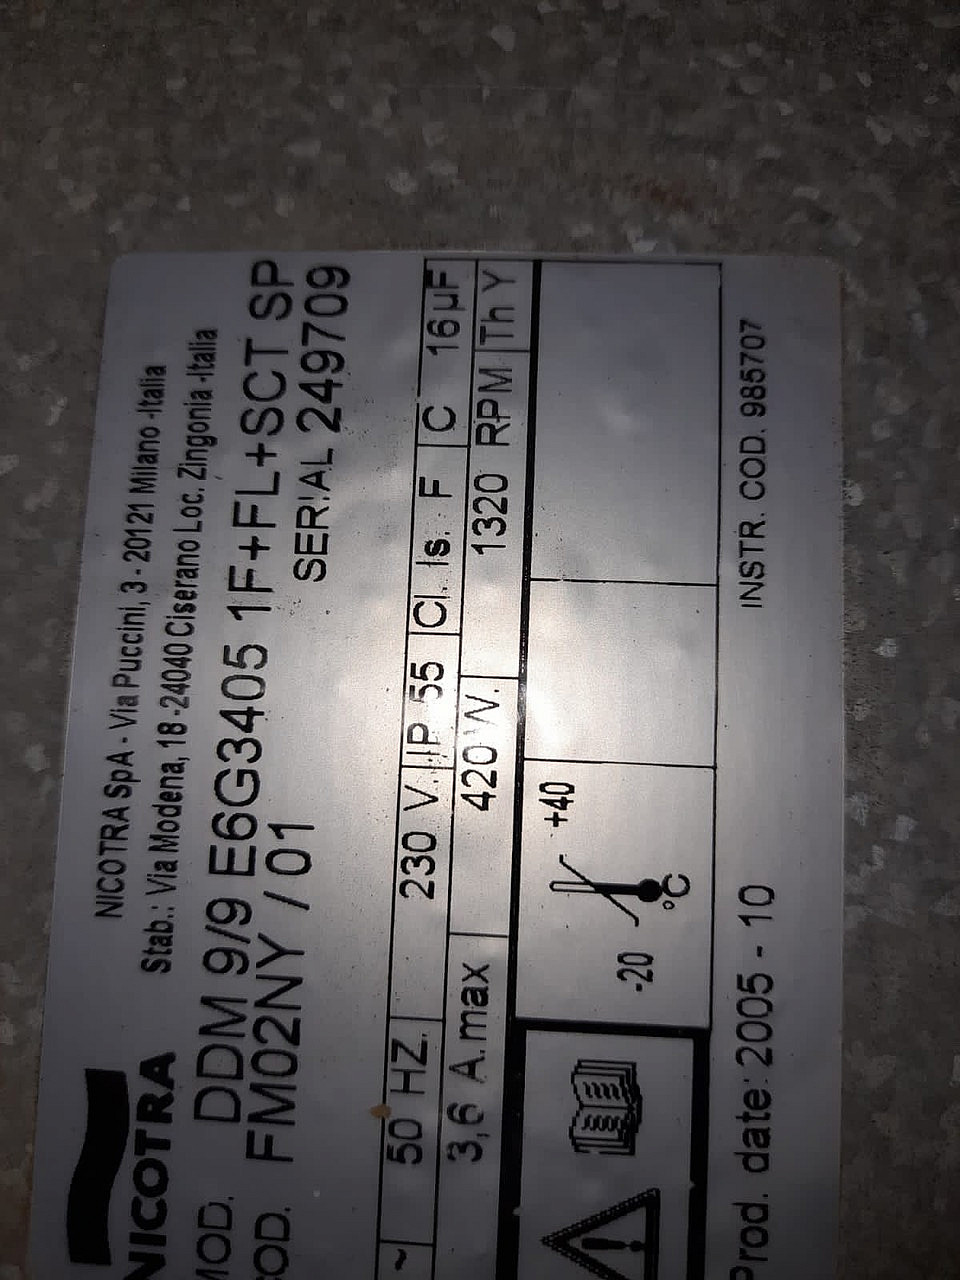 NICOTRA
NICOTRA SpA - Via Puccini, 3 - 20121 Milano -Italia
Stab.: Via Modena, 18 -24040 Ciserano Loc. Zingonia -Italia
MOD. DDM 9/9 E6G3405 1F+FL+SCT SP
COD. FM02NY /01 SERIAL 249709
~ 50 HZ. 230 V. IP 55 Cl. Is. F C 16µF
3,6 A.max 420W. 1320 RPM Th Y
-20 +40
°C
Prod. date: 2005 - 10 INSTR. COD. 985707